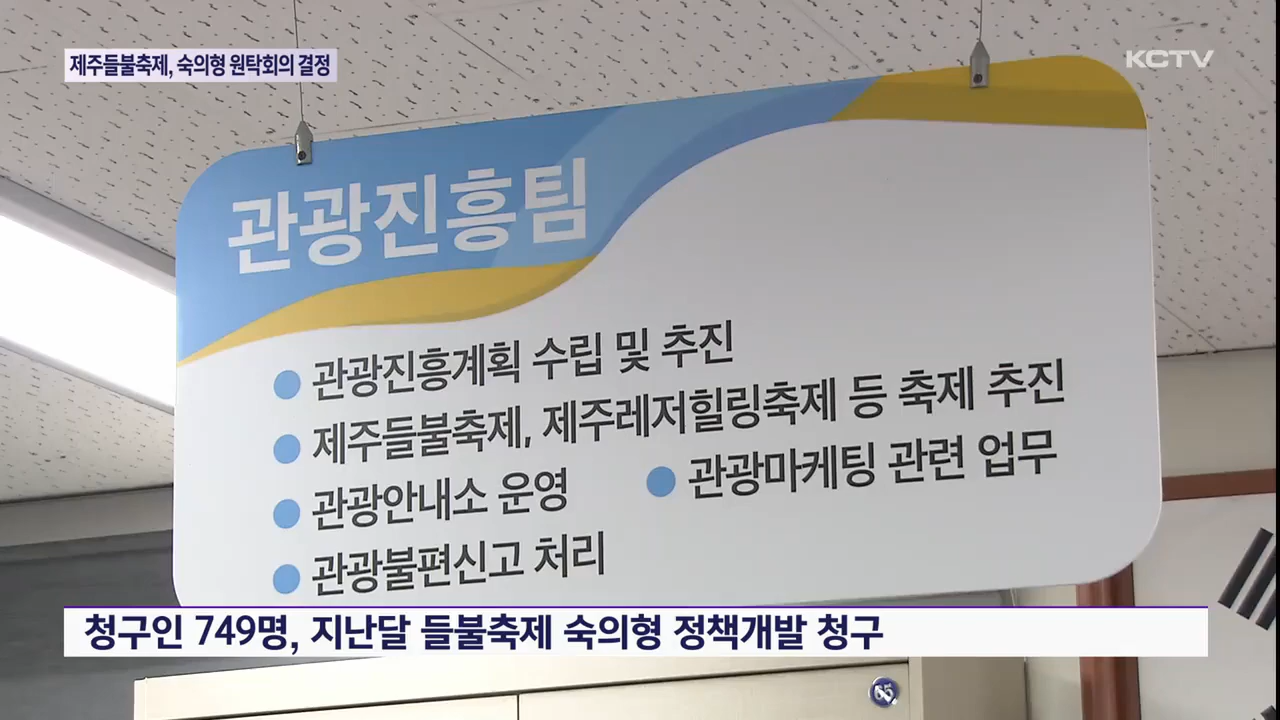 제주들불축제, 숙의형 원탁회의 결정
KCTV
관광진흥팀
관광진흥계획 수립 및 추진
제주들불축제, 제주레저힐링축제 등 축제 추진
관광안내소 운영
관광마케팅 관련 업무
관광불편신고 처리
청구인 749명, 지난달 들불축제 숙의형 정책개발 청구